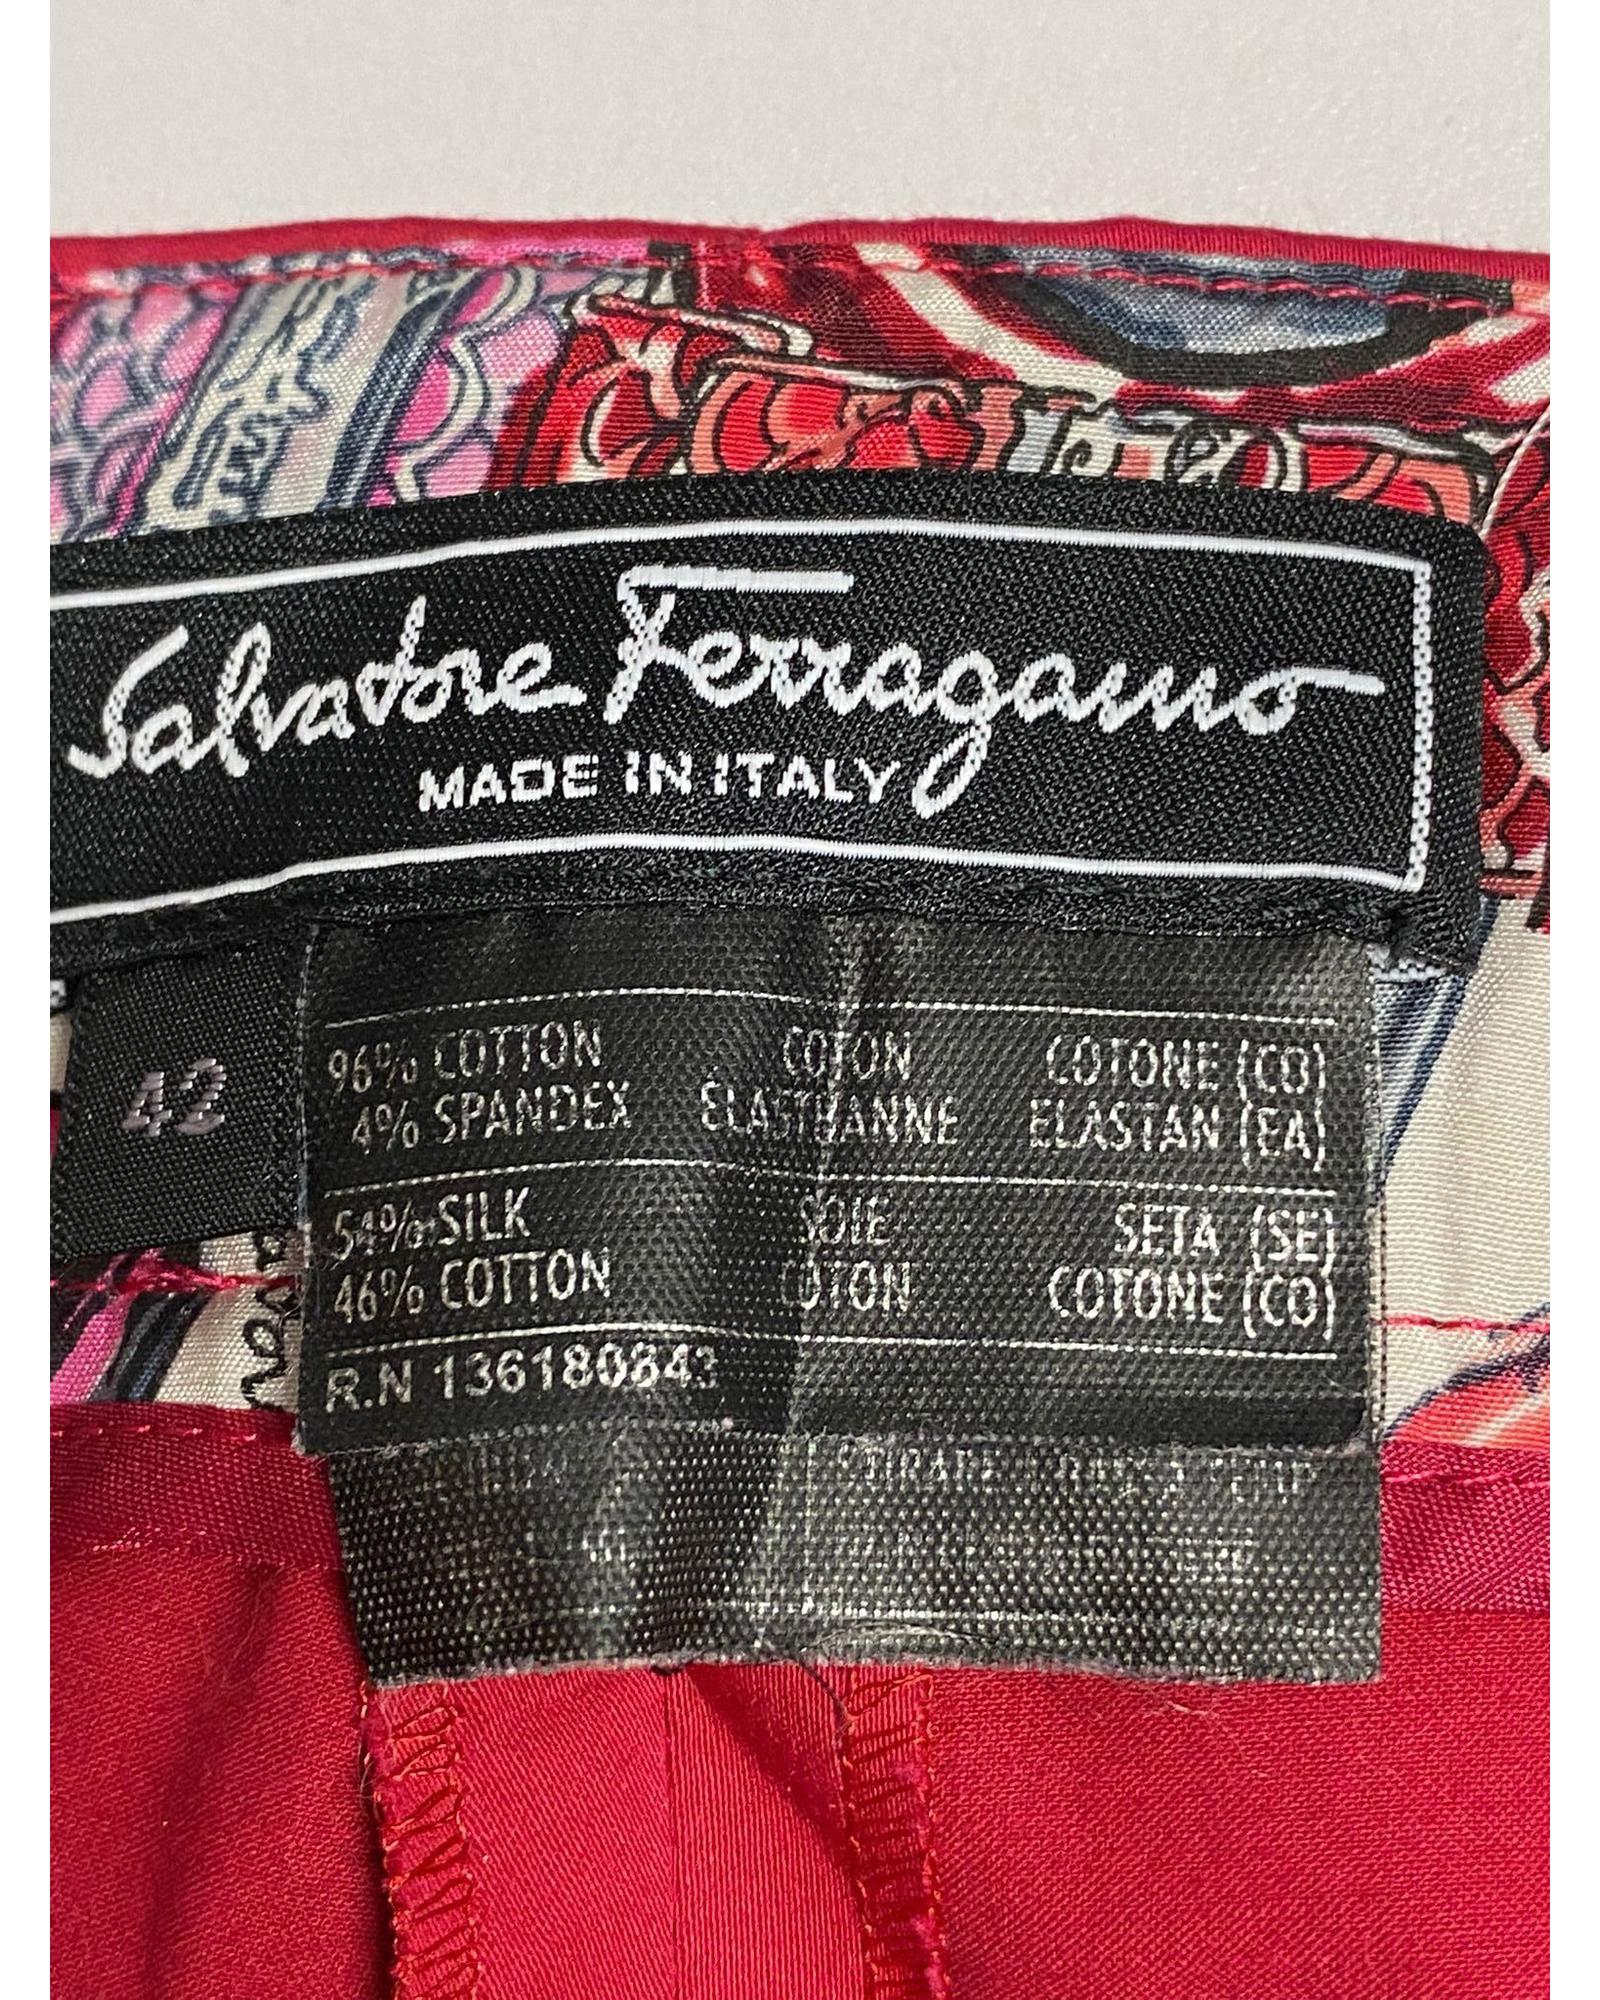 Salvatore Ferragamo
MADE IN ITALY
42
96% COTTON COTON COTONE (CO)
4% SPANDEX ELASTHANNE ELASTAN (EA)
54% SILK SOIE SETA (SE)
46% COTTON COTON COTONE (CO)
R.N 136180843